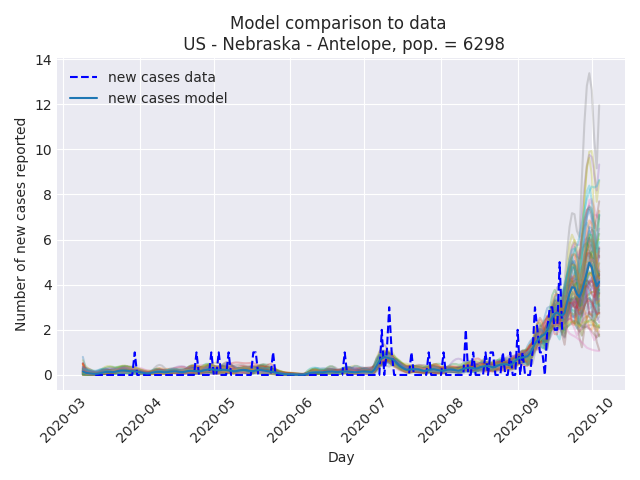 Model comparison to data
US - Nebraska - Antelope, pop. = 6298
new cases data
new cases model
Number of new cases reported
14
12
10
8
6
4
2
0
2020-03
2020-04
2020-05
2020-06
2020-07
2020-08
2020-09
2020-10
Day